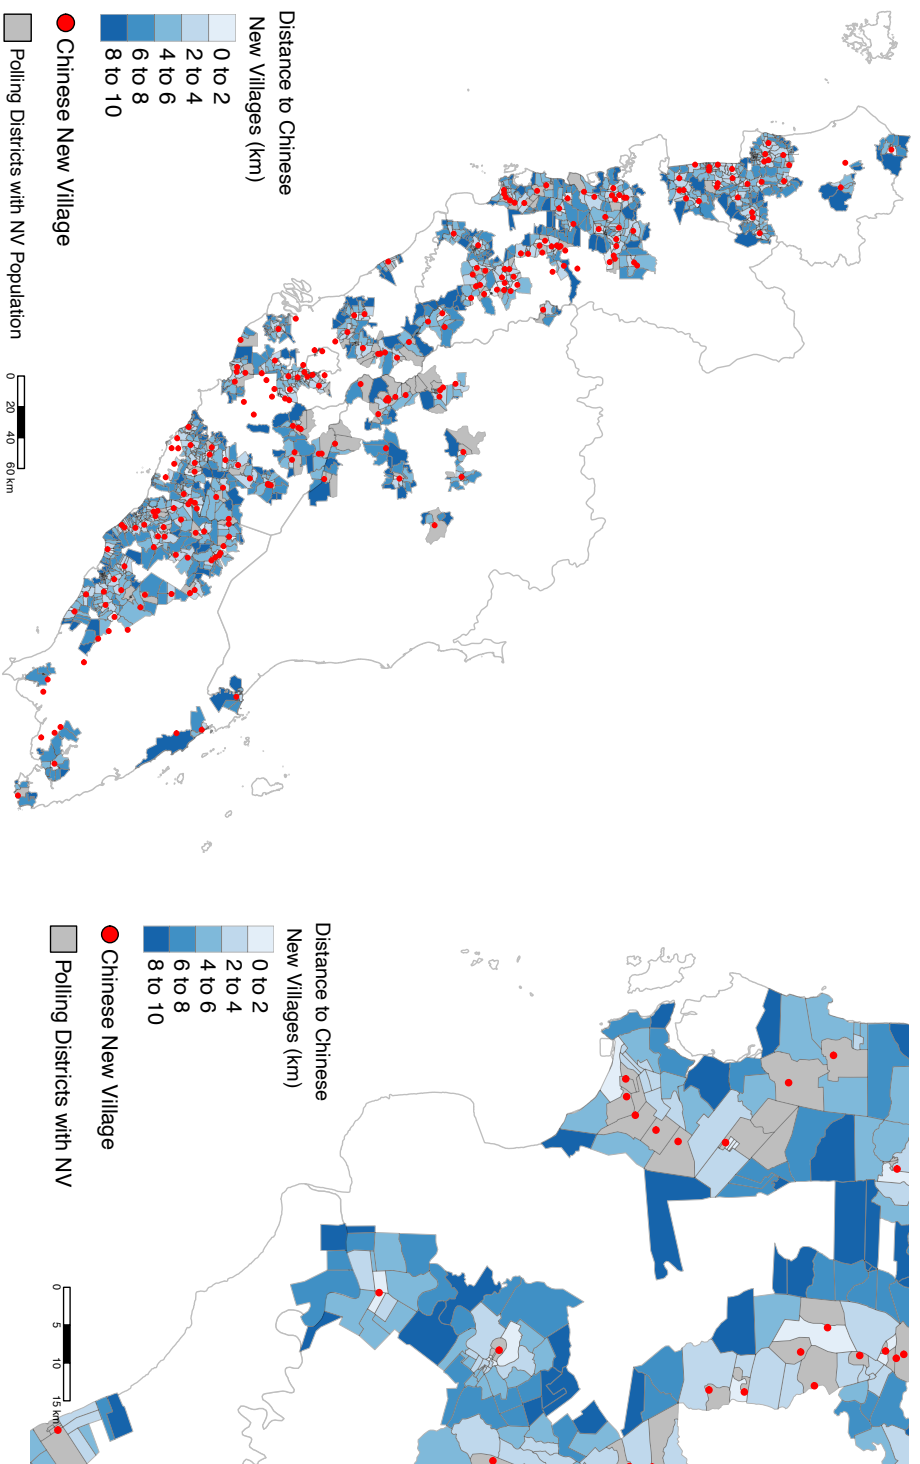 Distance to Chinese
New Villages (km)
0 to 2
2 to 4
4 to 6
6 to 8
8 to 10
Chinese New Village
Polling Districts with NV Population
0 20 40 60 km
Distance to Chinese
New Villages (km)
0 to 2
2 to 4
4 to 6
6 to 8
8 to 10
Chinese New Village
Polling Districts with NV
0 5 10 15 km